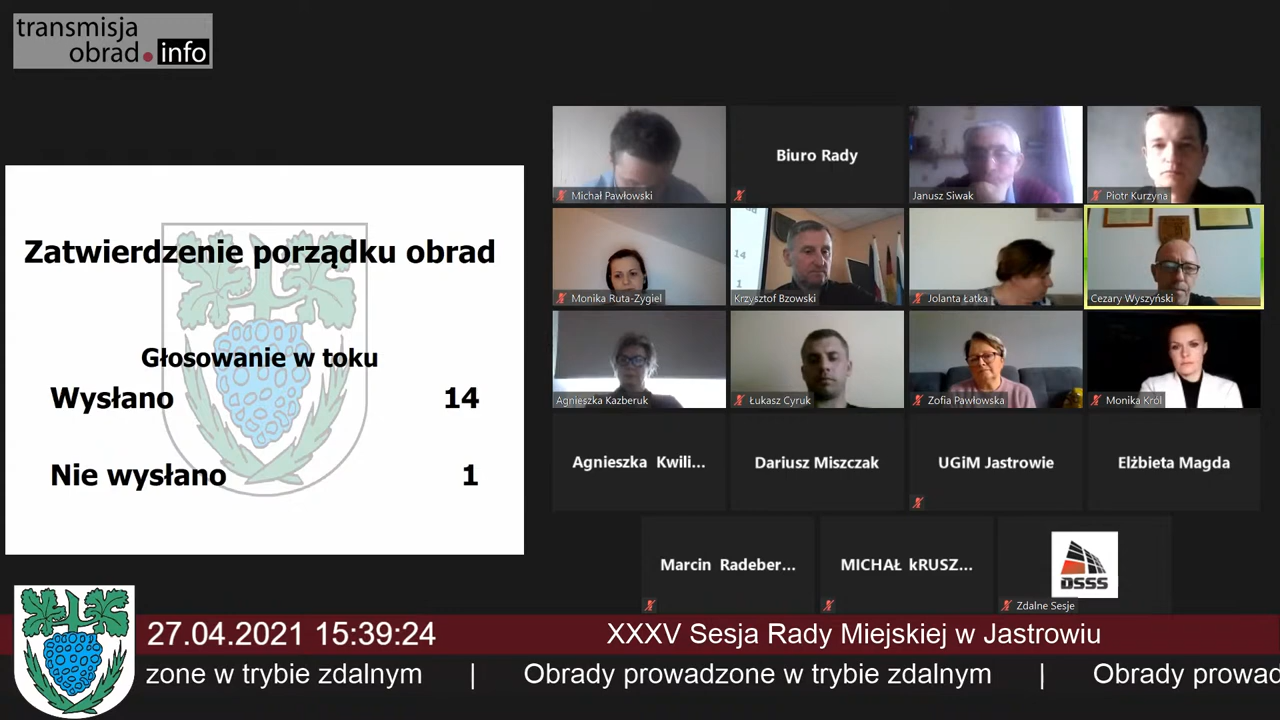 transmisja
obrad.info
Zatwierdzenie porządku obrad
Głosowanie w toku
Wysłano 14
Nie wysłano 1
Michał Pawłowski
Biuro Rady
Janusz Siwak
Piotr Kurzyna
Monika Ruta-Zygiel
14
1
Krzysztof Bzowski
Jolanta Łatka
Cezary Wyszyński
Agnieszka Kazberuk
Łukasz Cyruk
Zofia Pawłowska
Monika Król
Agnieszka Kwili...
Dariusz Miszczak
UGiM Jastrowie
Elżbieta Magda
Marcin Radeber...
MICHAŁ kRUSZ...
DSSS
Zdalne Sesje
27.04.2021 15:39:24
XXXV Sesja Rady Miejskiej w Jastrowiu
zone w trybie zdalnym | Obrady prowadzone w trybie zdalnym | Obrady prowadz